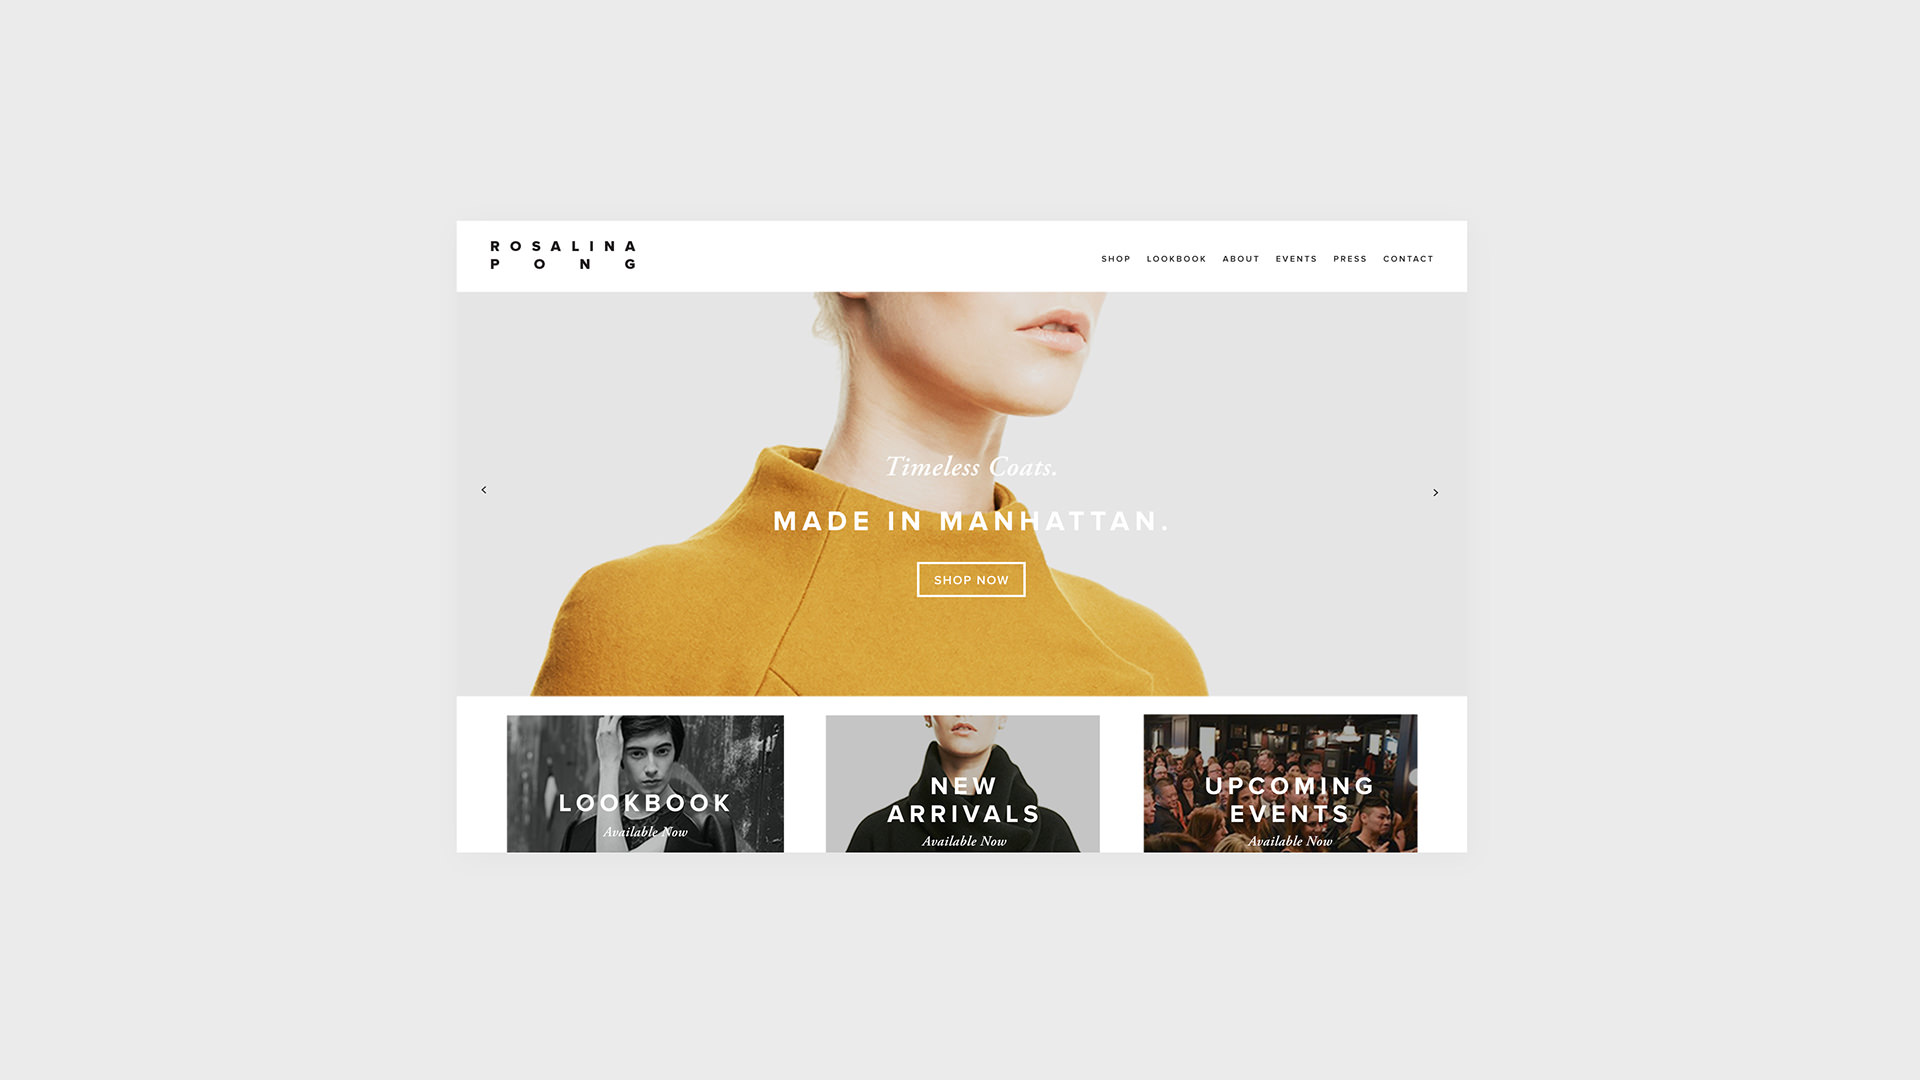 ROSALINA
PONG
SHOP LOOKBOOK ABOUT EVENTS PRESS CONTACT
Timeless Coats.
MADE IN MANHATTAN.
SHOP NOW
LOOKBOOK
Available Now
NEW
ARRIVALS
Available Now
UPCOMING
EVENTS
Available Now